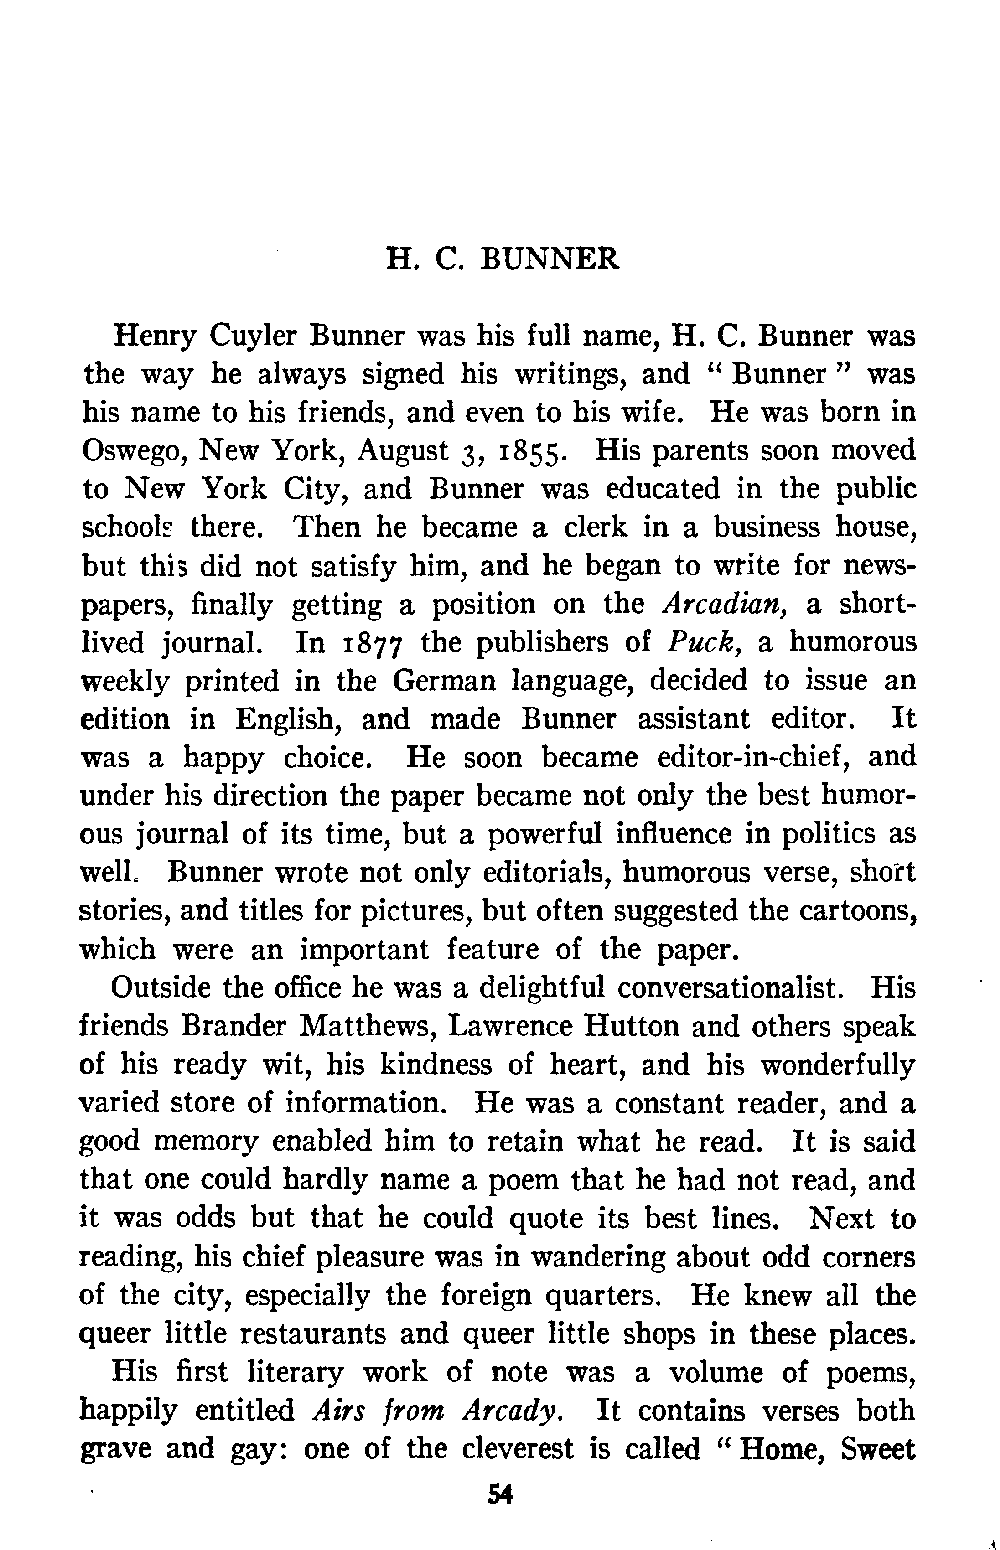 H. C. BUNNER
Henry Cuyler Bunner was his full name, H. C. Bunner was
the way he always signed his writings, and “ Bunner ” was
his name to his friends, and even to his wife. He was born in
Oswego, New York, August 3, 1855. His parents soon moved
to New York City, and Bunner was educated in the public
schools there. Then he became a clerk in a business house,
but this did not satisfy him, and he began to write for news-
papers, finally getting a position on the Arcadian, a short-
lived journal. In 1877 the publishers of Puck, a humorous
weekly printed in the German language, decided to issue an
edition in English, and made Bunner assistant editor. It
was a happy choice. He soon became editor-in-chief, and
under his direction the paper became not only the best humor-
ous journal of its time, but a powerful influence in politics as
well. Bunner wrote not only editorials, humorous verse, short
stories, and titles for pictures, but often suggested the cartoons,
which were an important feature of the paper.
Outside the office he was a delightful conversationalist. His
friends Brander Matthews, Lawrence Hutton and others speak
of his ready wit, his kindness of heart, and his wonderfully
varied store of information. He was a constant reader, and a
good memory enabled him to retain what he read. It is said
that one could hardly name a poem that he had not read, and
it was odds but that he could quote its best lines. Next to
reading, his chief pleasure was in wandering about odd corners
of the city, especially the foreign quarters. He knew all the
queer little restaurants and queer little shops in these places.
His first literary work of note was a volume of poems,
happily entitled Airs from Arcady. It contains verses both
grave and gay: one of the cleverest is called “ Home, Sweet
54